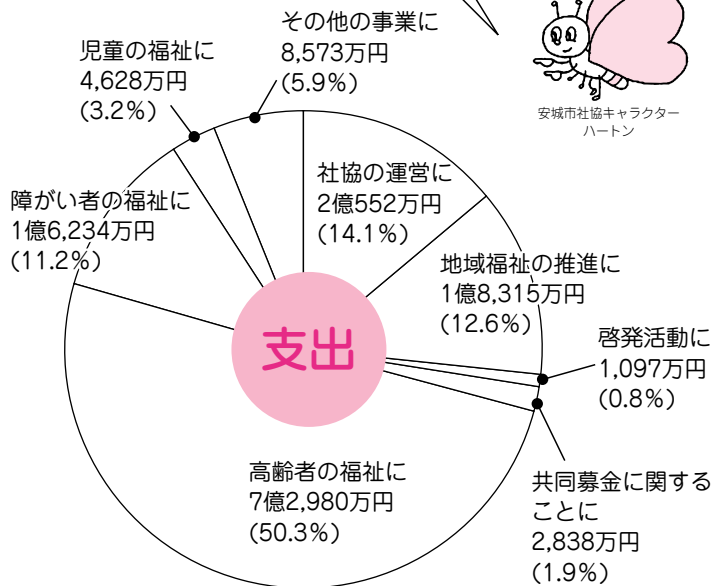 その他の事業に
8,573万円
(5.9%)
児童の福祉に
4,628万円
(3.2%)
安城市社協キャラクター
ハートン
社協の運営に
2億552万円
(14.1%)
障がい者の福祉に
1億6,234万円
(11.2%)
地域福祉の推進に
1億8,315万円
(12.6%)
支出
啓発活動に
1,097万円
(0.8%)
高齢者の福祉に
7億2,980万円
(50.3%)
共同募金に関する
ことに
2,838万円
(1.9%)